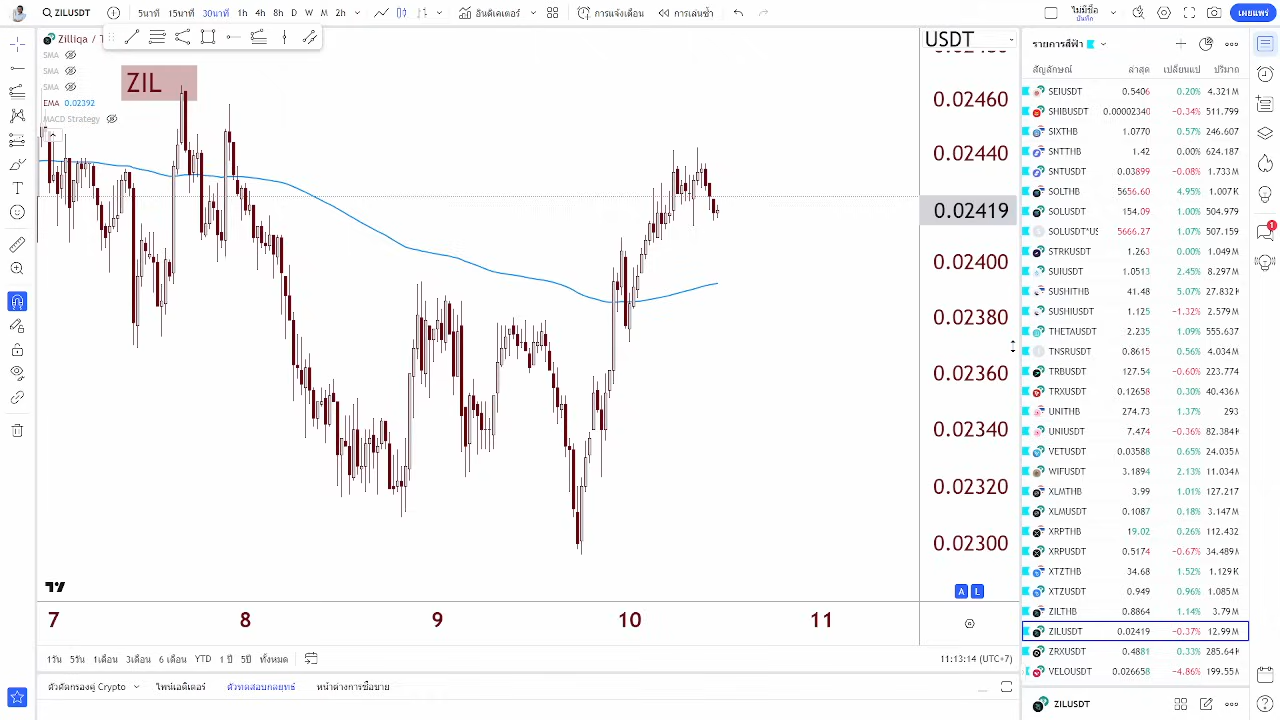 ZILUSDT 5นาที 15นาที 30นาที 1h 4h 8h D W M 2h อินดิเคเตอร์ การแจ้งเตือน การเล่นซ้ำ ไม่มีชื่อ เผยแพร่
บันทึก
Zilliqa / T USDT รายการสีฟ้า
SMA
SMA
SMA
EMA 0.02392
MACD Strategy
ZIL
0.02460
0.02440
0.02419
0.02400
0.02380
0.02360
0.02340
0.02320
0.02300
A L
7 8 9 10 11
1วัน 5วัน 1เดือน 3เดือน 6 เดือน YTD 1 ปี 5ปี ทั้งหมด 11:13:14 (UTC+7)
ตัวคัดกรองคู่ Crypto ไพน์เอดิเตอร์ ตัวทดสอบกลยุทธ์ หน้าต่างการซื้อขาย
สัญลักษณ์ ล่าสุด เปลี่ยนแป ปริมาณ
SEIUSDT 0.5406 0.20% 4.321M
SHIBUSDT 0.00002340 −0.34% 511.799
SIXTHB 1.0770 0.57% 246.607
SNTTHB 1.42 0.00% 624.187
SNTUSDT 0.03899 −0.08% 1.733M
SOLTHB 5656.60 4.95% 1.007K
SOLUSDT 154.09 1.00% 504.979
SOLUSDT*US 5666.27 1.07% 507.159
STRKUSDT 1.263 0.00% 1.049M
SUIUSDT 1.0513 2.45% 8.297M
SUSHITHB 41.48 5.07% 27.832K
SUSHIUSDT 1.125 −1.32% 2.579M
THETAUSDT 2.235 1.09% 555.637
TNSRUSDT 0.8615 0.56% 4.034M
TRBUSDT 127.54 −0.60% 223.774
TRXUSDT 0.12658 0.30% 40.436M
UNITHB 274.73 1.37% 293
UNIUSDT 7.474 −0.36% 82.384K
VETUSDT 0.03588 0.65% 24.035M
WIFUSDT 3.1894 2.13% 11.034M
XLMTHB 3.99 1.01% 127.217
XLMUSDT 0.1087 0.18% 3.147M
XRPTHB 19.02 0.26% 112.432
XRPUSDT 0.5174 −0.67% 34.489M
XTZTHB 34.68 1.52% 1.129K
XTZUSDT 0.949 0.96% 1.085M
ZILTHB 0.8864 1.14% 3.79M
ZILUSDT 0.02419 −0.37% 12.99M
ZRXUSDT 0.4881 0.33% 285.64K
VELOUSDT 0.026658 −4.86% 199.55M
ZILUSDT